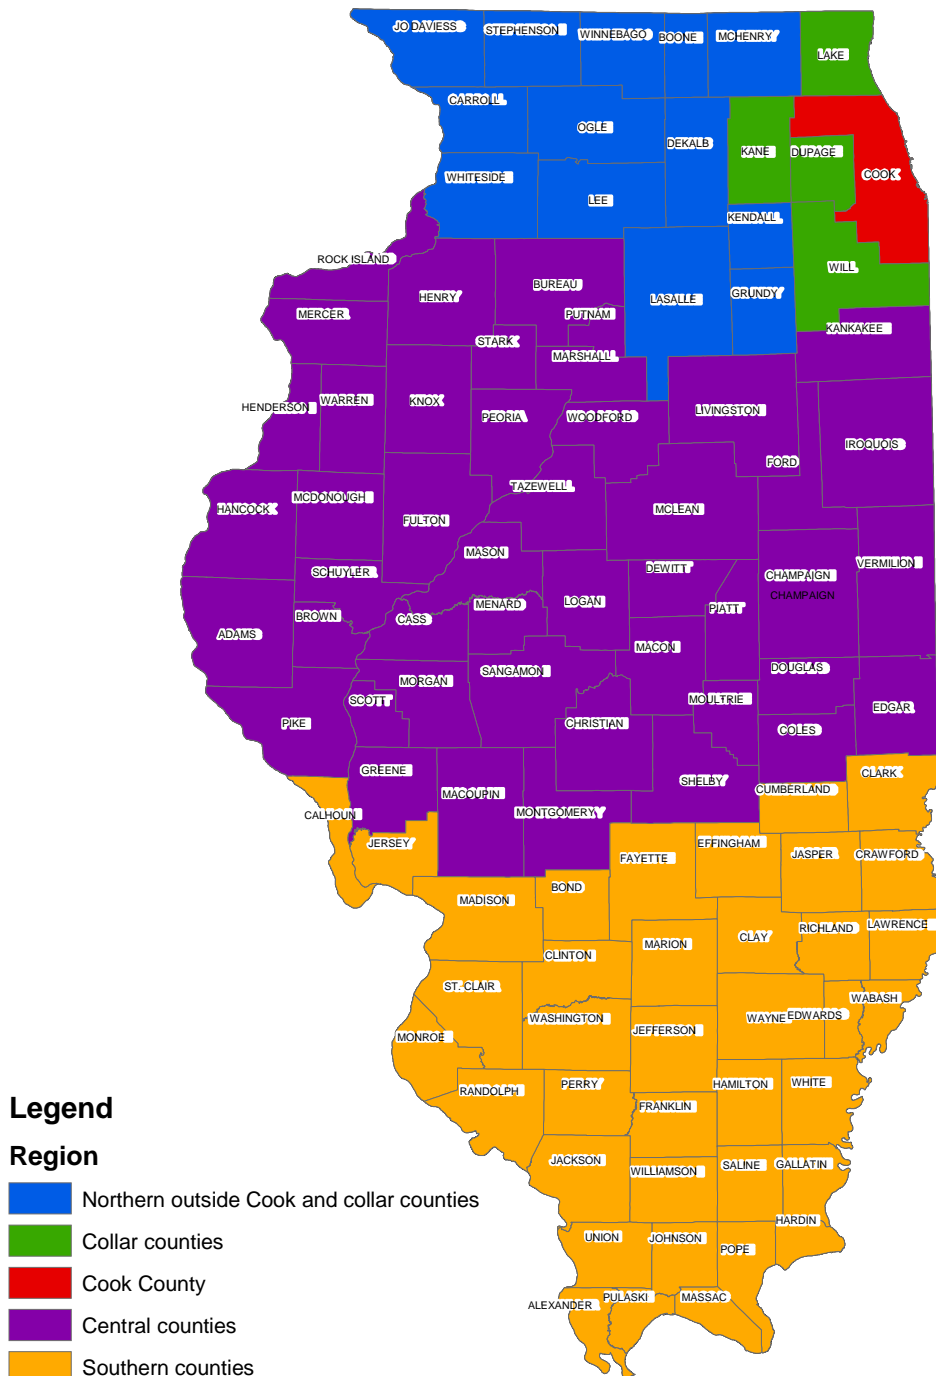 JO DAVIESS
STEPHENSON
WINNEBAGO
BOONE
MCHENRY
LAKE
CARROLL
OGLE
DEKALB
KANE
DUPAGE
COOK
WHITESIDE
LEE
KENDALL
ROCK ISLAND
WILL
HENRY
BUREAU
LASALLE
GRUNDY
MERCER
PUTNAM
KANKAKEE
STARK
MARSHALL
HENDERSON
WARREN
KNOX
PEORIA
WOODFORD
LIVINGSTON
IROQUOIS
FORD
TAZEWELL
HANCOCK
MCDONOUGH
FULTON
MCLEAN
MASON
SCHUYLER
DEWITT
CHAMPAIGN
VERMILION
CHAMPAIGN
LOGAN
MENARD
PIATT
BROWN
CASS
ADAMS
MACON
SANGAMON
DOUGLAS
MORGAN
SCOTT
MOULTRIE
EDGAR
PIKE
CHRISTIAN
COLES
GREENE
SHELBY
CLARK
MACOUPIN
CUMBERLAND
MONTGOMERY
CALHOUN
JERSEY
EFFINGHAM
FAYETTE
JASPER
CRAWFORD
BOND
MADISON
LAWRENCE
RICHLAND
CLAY
MARION
CLINTON
ST. CLAIR
WABASH
WASHINGTON
WAYNE
EDWARDS
JEFFERSON
MONROE
RANDOLPH
PERRY
HAMILTON
WHITE
FRANKLIN
JACKSON
WILLIAMSON
SALINE
GALLATIN
HARDIN
UNION
JOHNSON
POPE
ALEXANDER
PULASKI
MASSAC
Legend
Region
Northern outside Cook and collar counties
Collar counties
Cook County
Central counties
Southern counties